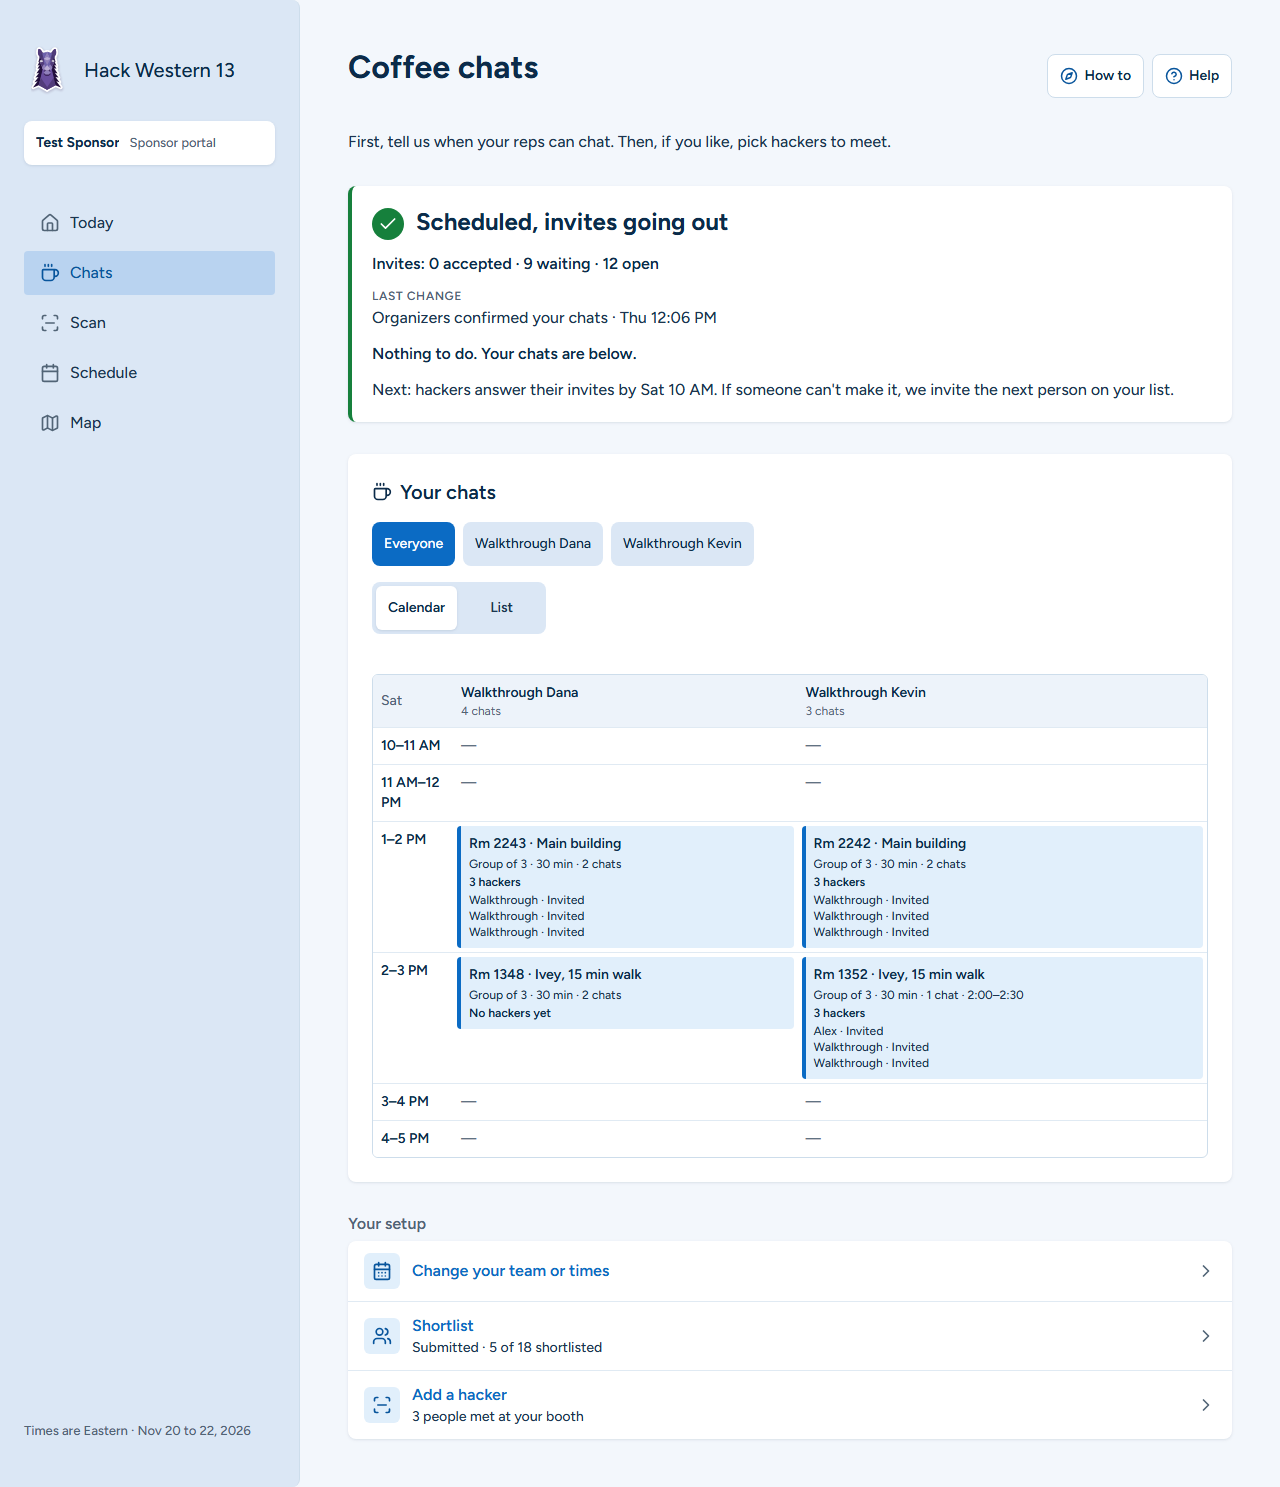 Hack Western 13
Test Sponsor Sponsor portal
Today
Chats
Scan
Schedule
Map
Times are Eastern · Nov 20 to 22, 2026
Coffee chats
How to
Help
First, tell us when your reps can chat. Then, if you like, pick hackers to meet.
Scheduled, invites going out
Invites: 0 accepted · 9 waiting · 12 open
LAST CHANGE
Organizers confirmed your chats · Thu 12:06 PM
Nothing to do. Your chats are below.
Next: hackers answer their invites by Sat 10 AM. If someone can't make it, we invite the next person on your list.
Your chats
Everyone Walkthrough Dana Walkthrough Kevin
Calendar List
Sat
Walkthrough Dana
4 chats
Walkthrough Kevin
3 chats
10–11 AM — —
11 AM–12 PM — —
1–2 PM
Rm 2243 · Main building
Group of 3 · 30 min · 2 chats
3 hackers
Walkthrough · Invited
Walkthrough · Invited
Walkthrough · Invited
Rm 2242 · Main building
Group of 3 · 30 min · 2 chats
3 hackers
Walkthrough · Invited
Walkthrough · Invited
Walkthrough · Invited
2–3 PM
Rm 1348 · Ivey, 15 min walk
Group of 3 · 30 min · 2 chats
No hackers yet
Rm 1352 · Ivey, 15 min walk
Group of 3 · 30 min · 1 chat · 2:00–2:30
3 hackers
Alex · Invited
Walkthrough · Invited
Walkthrough · Invited
3–4 PM — —
4–5 PM — —
Your setup
Change your team or times
Shortlist
Submitted · 5 of 18 shortlisted
Add a hacker
3 people met at your booth